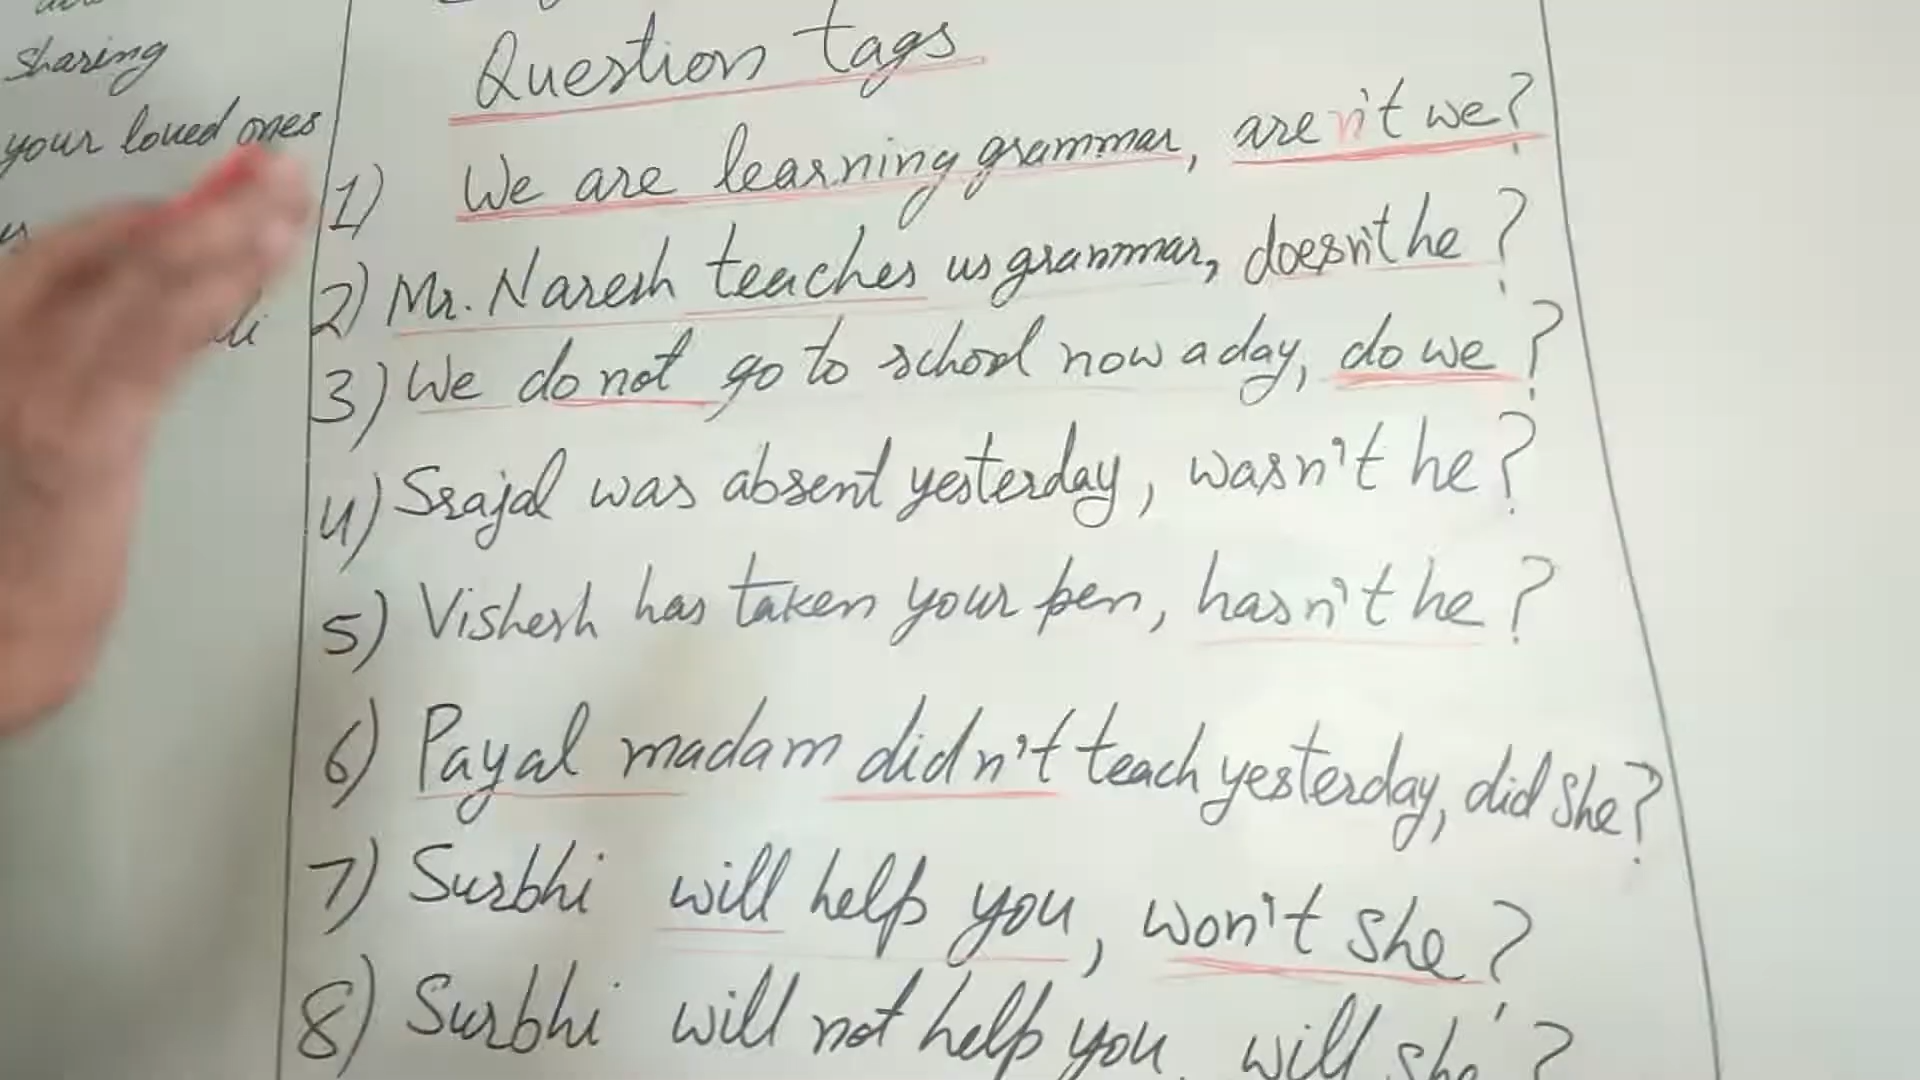 sharing
your loved ones
Question tags
1) We are learning grammar, aren't we?
2) Mr. Naresh teaches us grammar, doesn't he?
3) We do not go to school now a day, do we?
4) Srajal was absent yesterday, wasn't he?
5) Vishesh has taken your pen, hasn't he?
6) Payal madam didn't teach yesterday, did she?
7) Surbhi will help you, won't she?
8) Surbhi will not help you, will she?